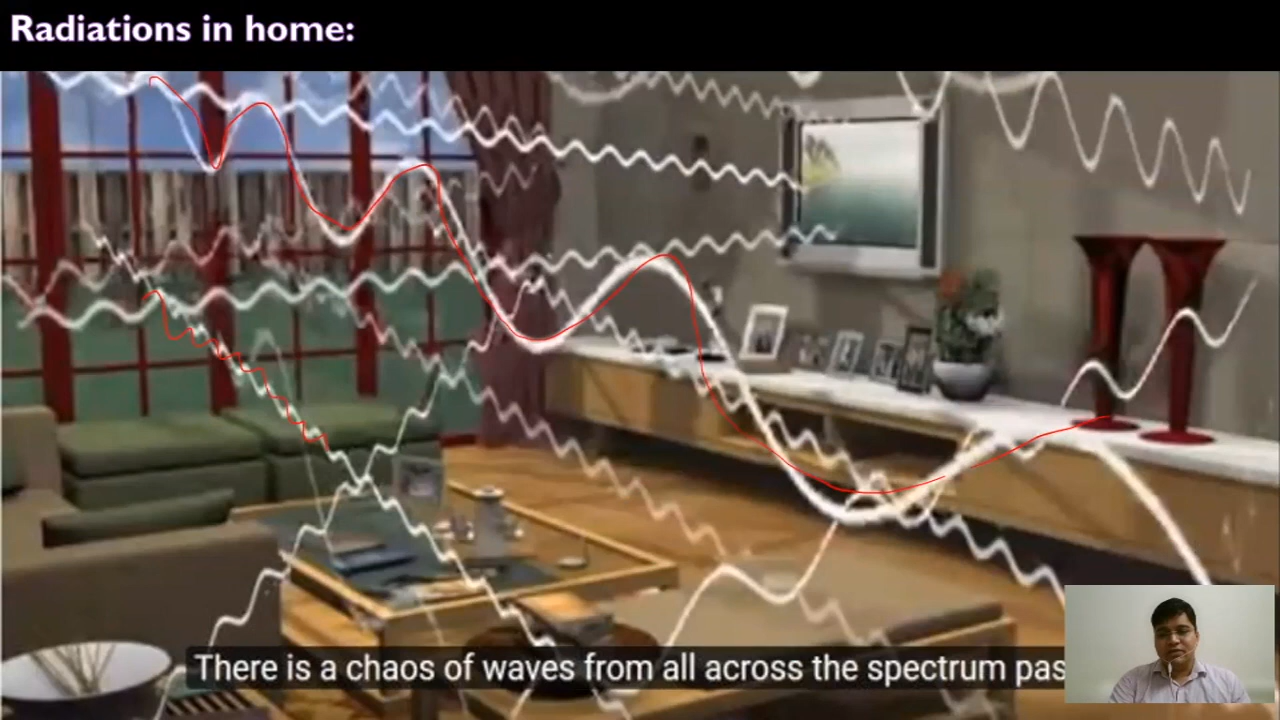 Radiations in home:
There is a chaos of waves from all across the spectrum pas